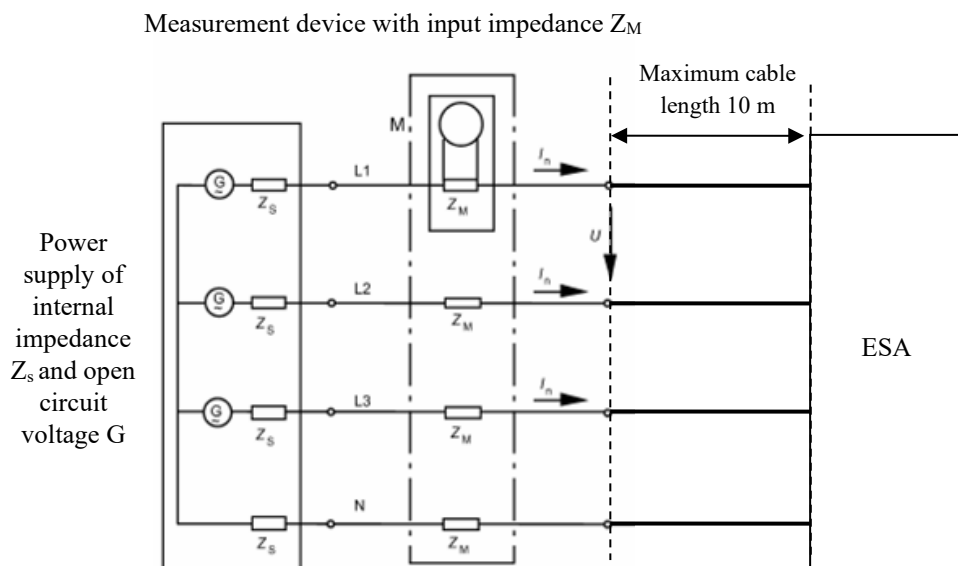 Measurement device with input impedance ZM
Maximum cable
length 10 m
M
G
ZS
L1
ZM
In
U
Power
supply of
internal
impedance
Zs and open
circuit
voltage G
G
ZS
L2
ZM
In
ESA
G
ZS
L3
ZM
In
ZS
N
ZM